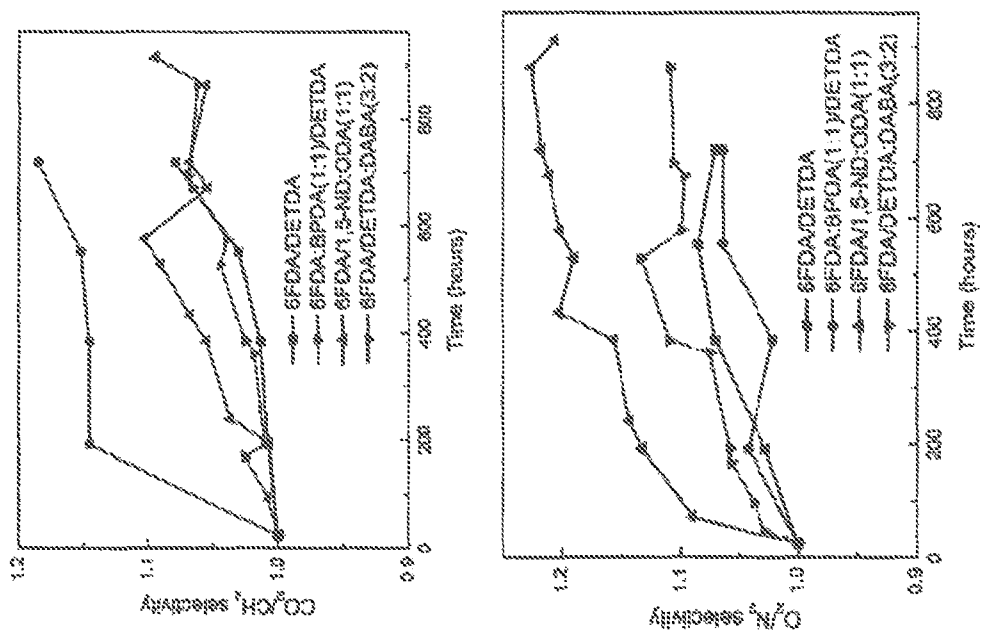 CO₂/CH₄ selectivity
1.2
1.1
1.0
0.9
0
200
400
600
800
Time (hours)
6FDA/DETDA
6FDA:BPDA(1:1)/DETDA
6FDA/1,5-ND:ODA(1:1)
6FDA/DETDA:DABA(3:2)
O₂/N₂ selectivity
1.2
1.1
1.0
0.9
0
200
400
600
800
Time (hours)
6FDA/DETDA
6FDA:BPDA(1:1)/DETDA
6FDA/1,5-ND:ODA(1:1)
6FDA/DETDA:DABA(3:2)